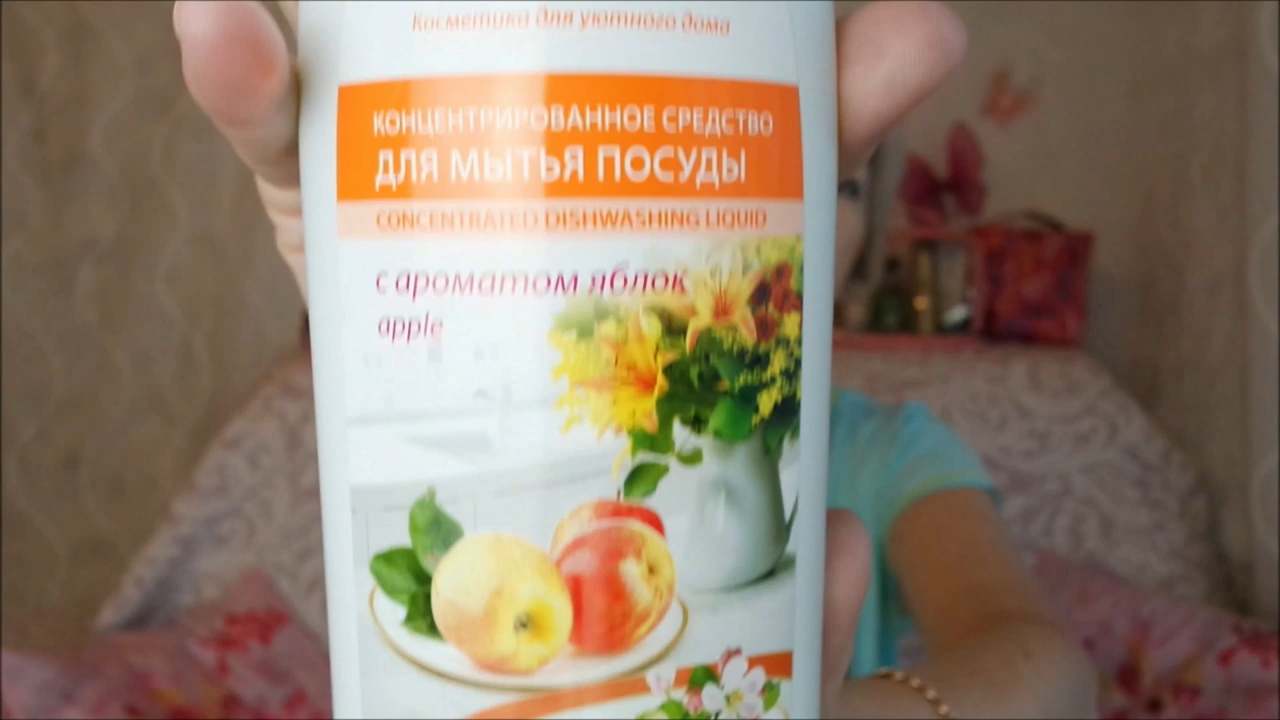 Косметика для уютного дома
КОНЦЕНТРИРОВАННОЕ СРЕДСТВО
ДЛЯ МЫТЬЯ ПОСУДЫ
CONCENTRATED DISHWASHING LIQUID
с ароматом яблок
apple